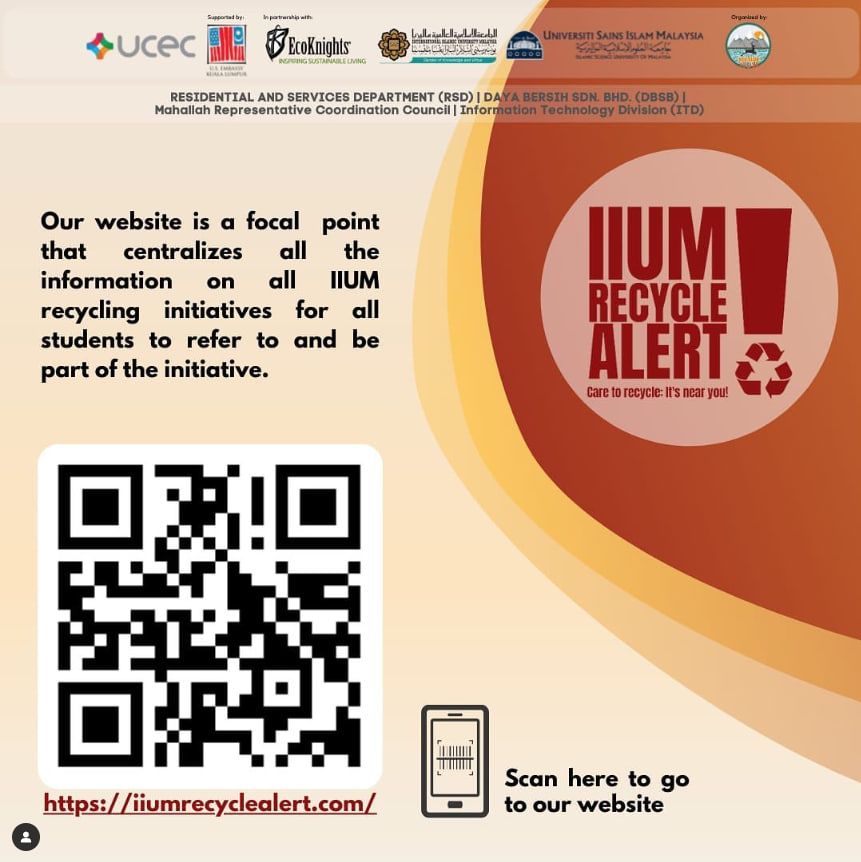 Supported by:
In partnership with:
Organized by:
ucec
U.S. EMBASSY
KUALA LUMPUR
EcoKnights
INSPIRING SUSTAINABLE LIVING
الجامعة الإسلامية العالمية ماليزيا
INTERNATIONAL ISLAMIC UNIVERSITY MALAYSIA
Garden of Knowledge and Virtue
UNIVERSITI SAINS ISLAM MALAYSIA
ISLAMIC SCIENCE UNIVERSITY OF MALAYSIA
RESIDENTIAL AND SERVICES DEPARTMENT (RSD) | DAYA BERSIH SDN. BHD. (DBSB) |
Mahallah Representative Coordination Council | Information Technology Division (ITD)
Our website is a focal point
that centralizes all the
information on all IIUM
recycling initiatives for all
students to refer to and be
part of the initiative.
IIUM
RECYCLE
ALERT!
Care to recycle: It's near you!
https://iiumrecyclealert.com/
Scan here to go
to our website